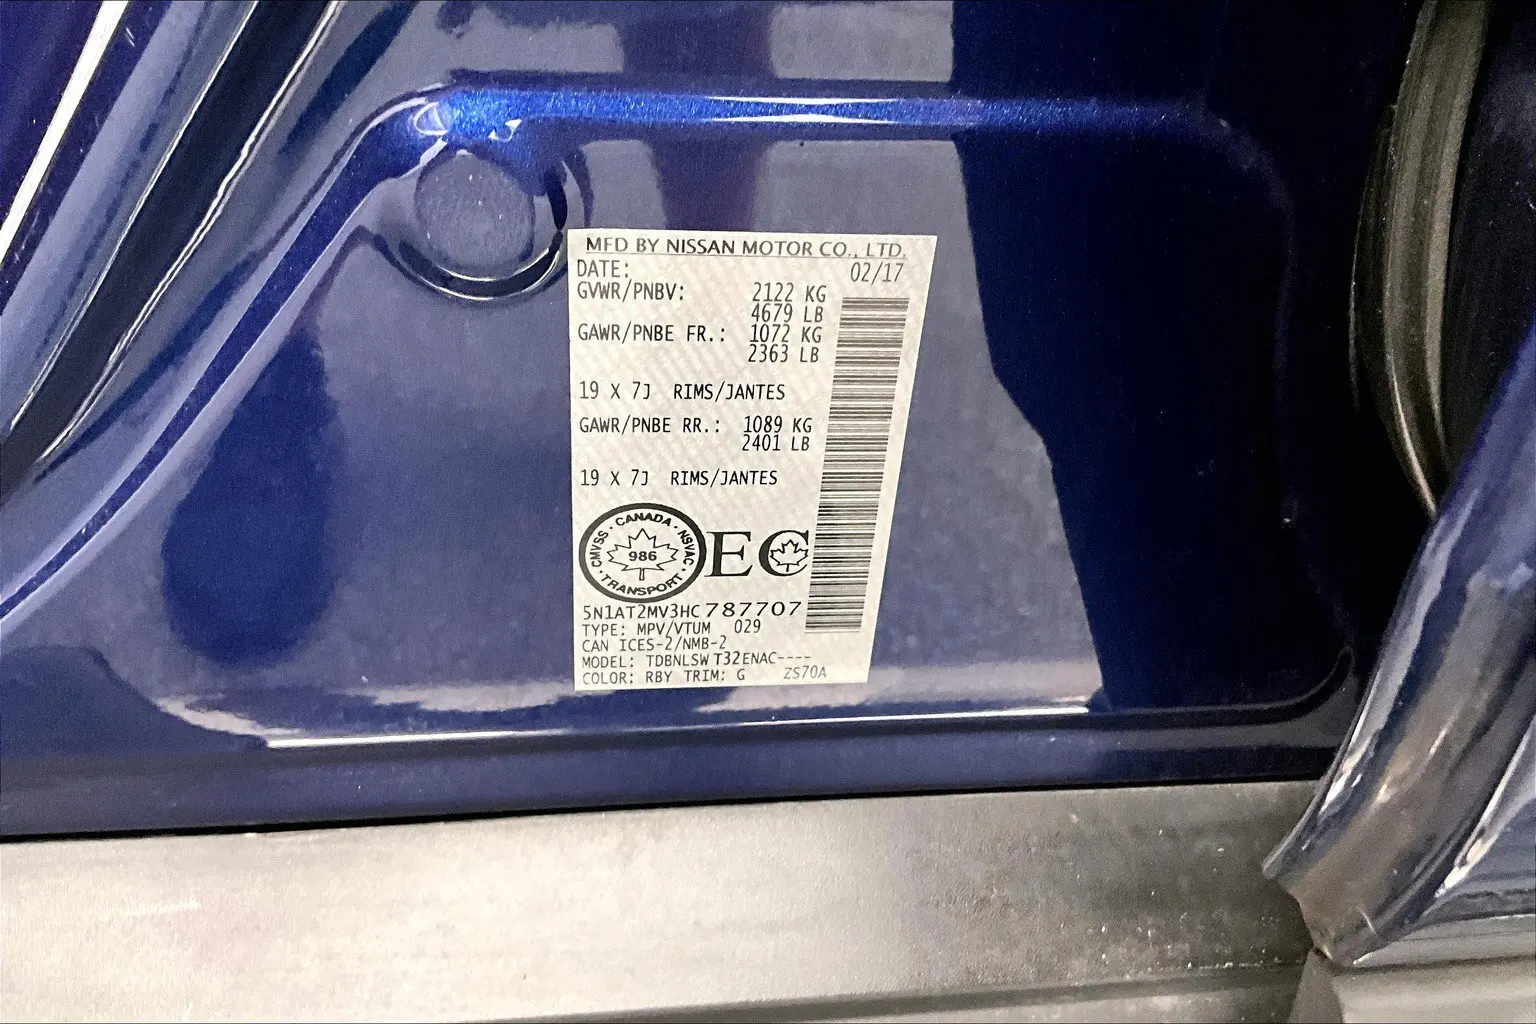 MFD BY NISSAN MOTOR CO., LTD.
DATE: 02/17
GVWR/PNBV: 2122 KG
4679 LB
GAWR/PNBE FR.: 1072 KG
2363 LB
19 X 7J RIMS/JANTES
GAWR/PNBE RR.: 1089 KG
2401 LB
19 X 7J RIMS/JANTES
CANADA · NSVAC · TRANSPORT · CMVSS ·
986
EC
5N1AT2MV3HC787707
TYPE: MPV/VTUM 029
CAN ICES-2/NMB-2
MODEL: TDBNLSW T32ENAC----
COLOR: RBY TRIM: G ZS70A